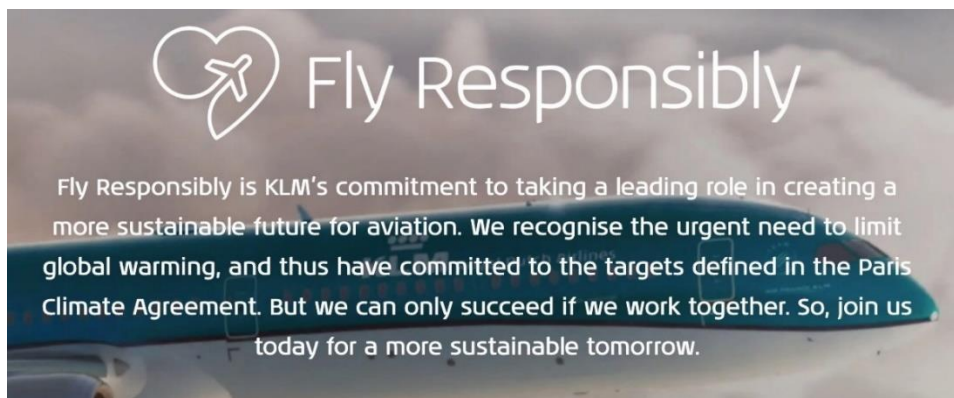 Fly Responsibly
Fly Responsibly is KLM's commitment to taking a leading role in creating a
more sustainable future for aviation. We recognise the urgent need to limit
global warming, and thus have committed to the targets defined in the Paris
Climate Agreement. But we can only succeed if we work together. So, join us
today for a more sustainable tomorrow.
KLM